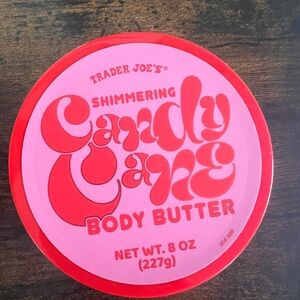 TRADER JOE'S®
SHIMMERING
Candy
Cane
BODY BUTTER
NET WT. 8 OZ
(227g)